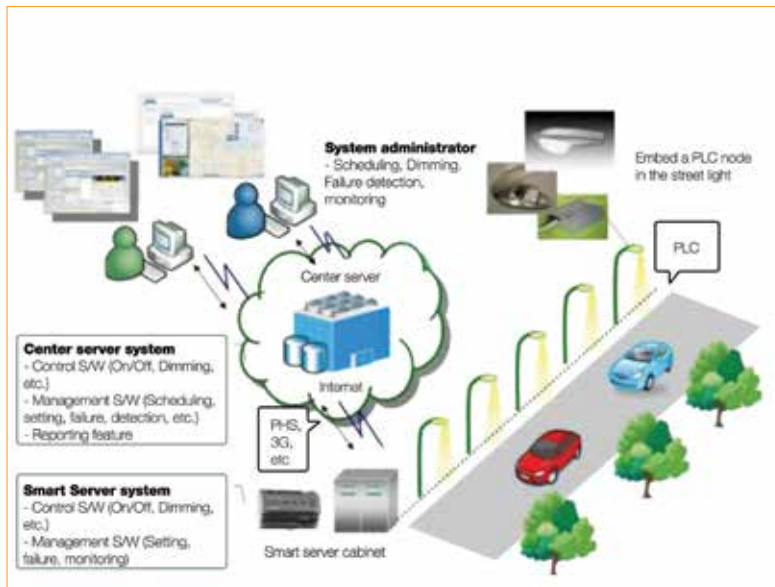 System administrator
- Scheduling, Dimming,
Failure detection,
monitoring
Embed a PLC node
in the street light
PLC
Center server
Internet
Center server system
- Control S/W (On/Off, Dimming,
etc.)
- Management S/W (Scheduling,
setting, failure, detection, etc.)
- Reporting feature
PHS,
3G,
etc
Smart Server system
- Control S/W (On/Off, Dimming,
etc.)
- Management S/W (Setting,
failure, monitoring)
Smart server cabinet